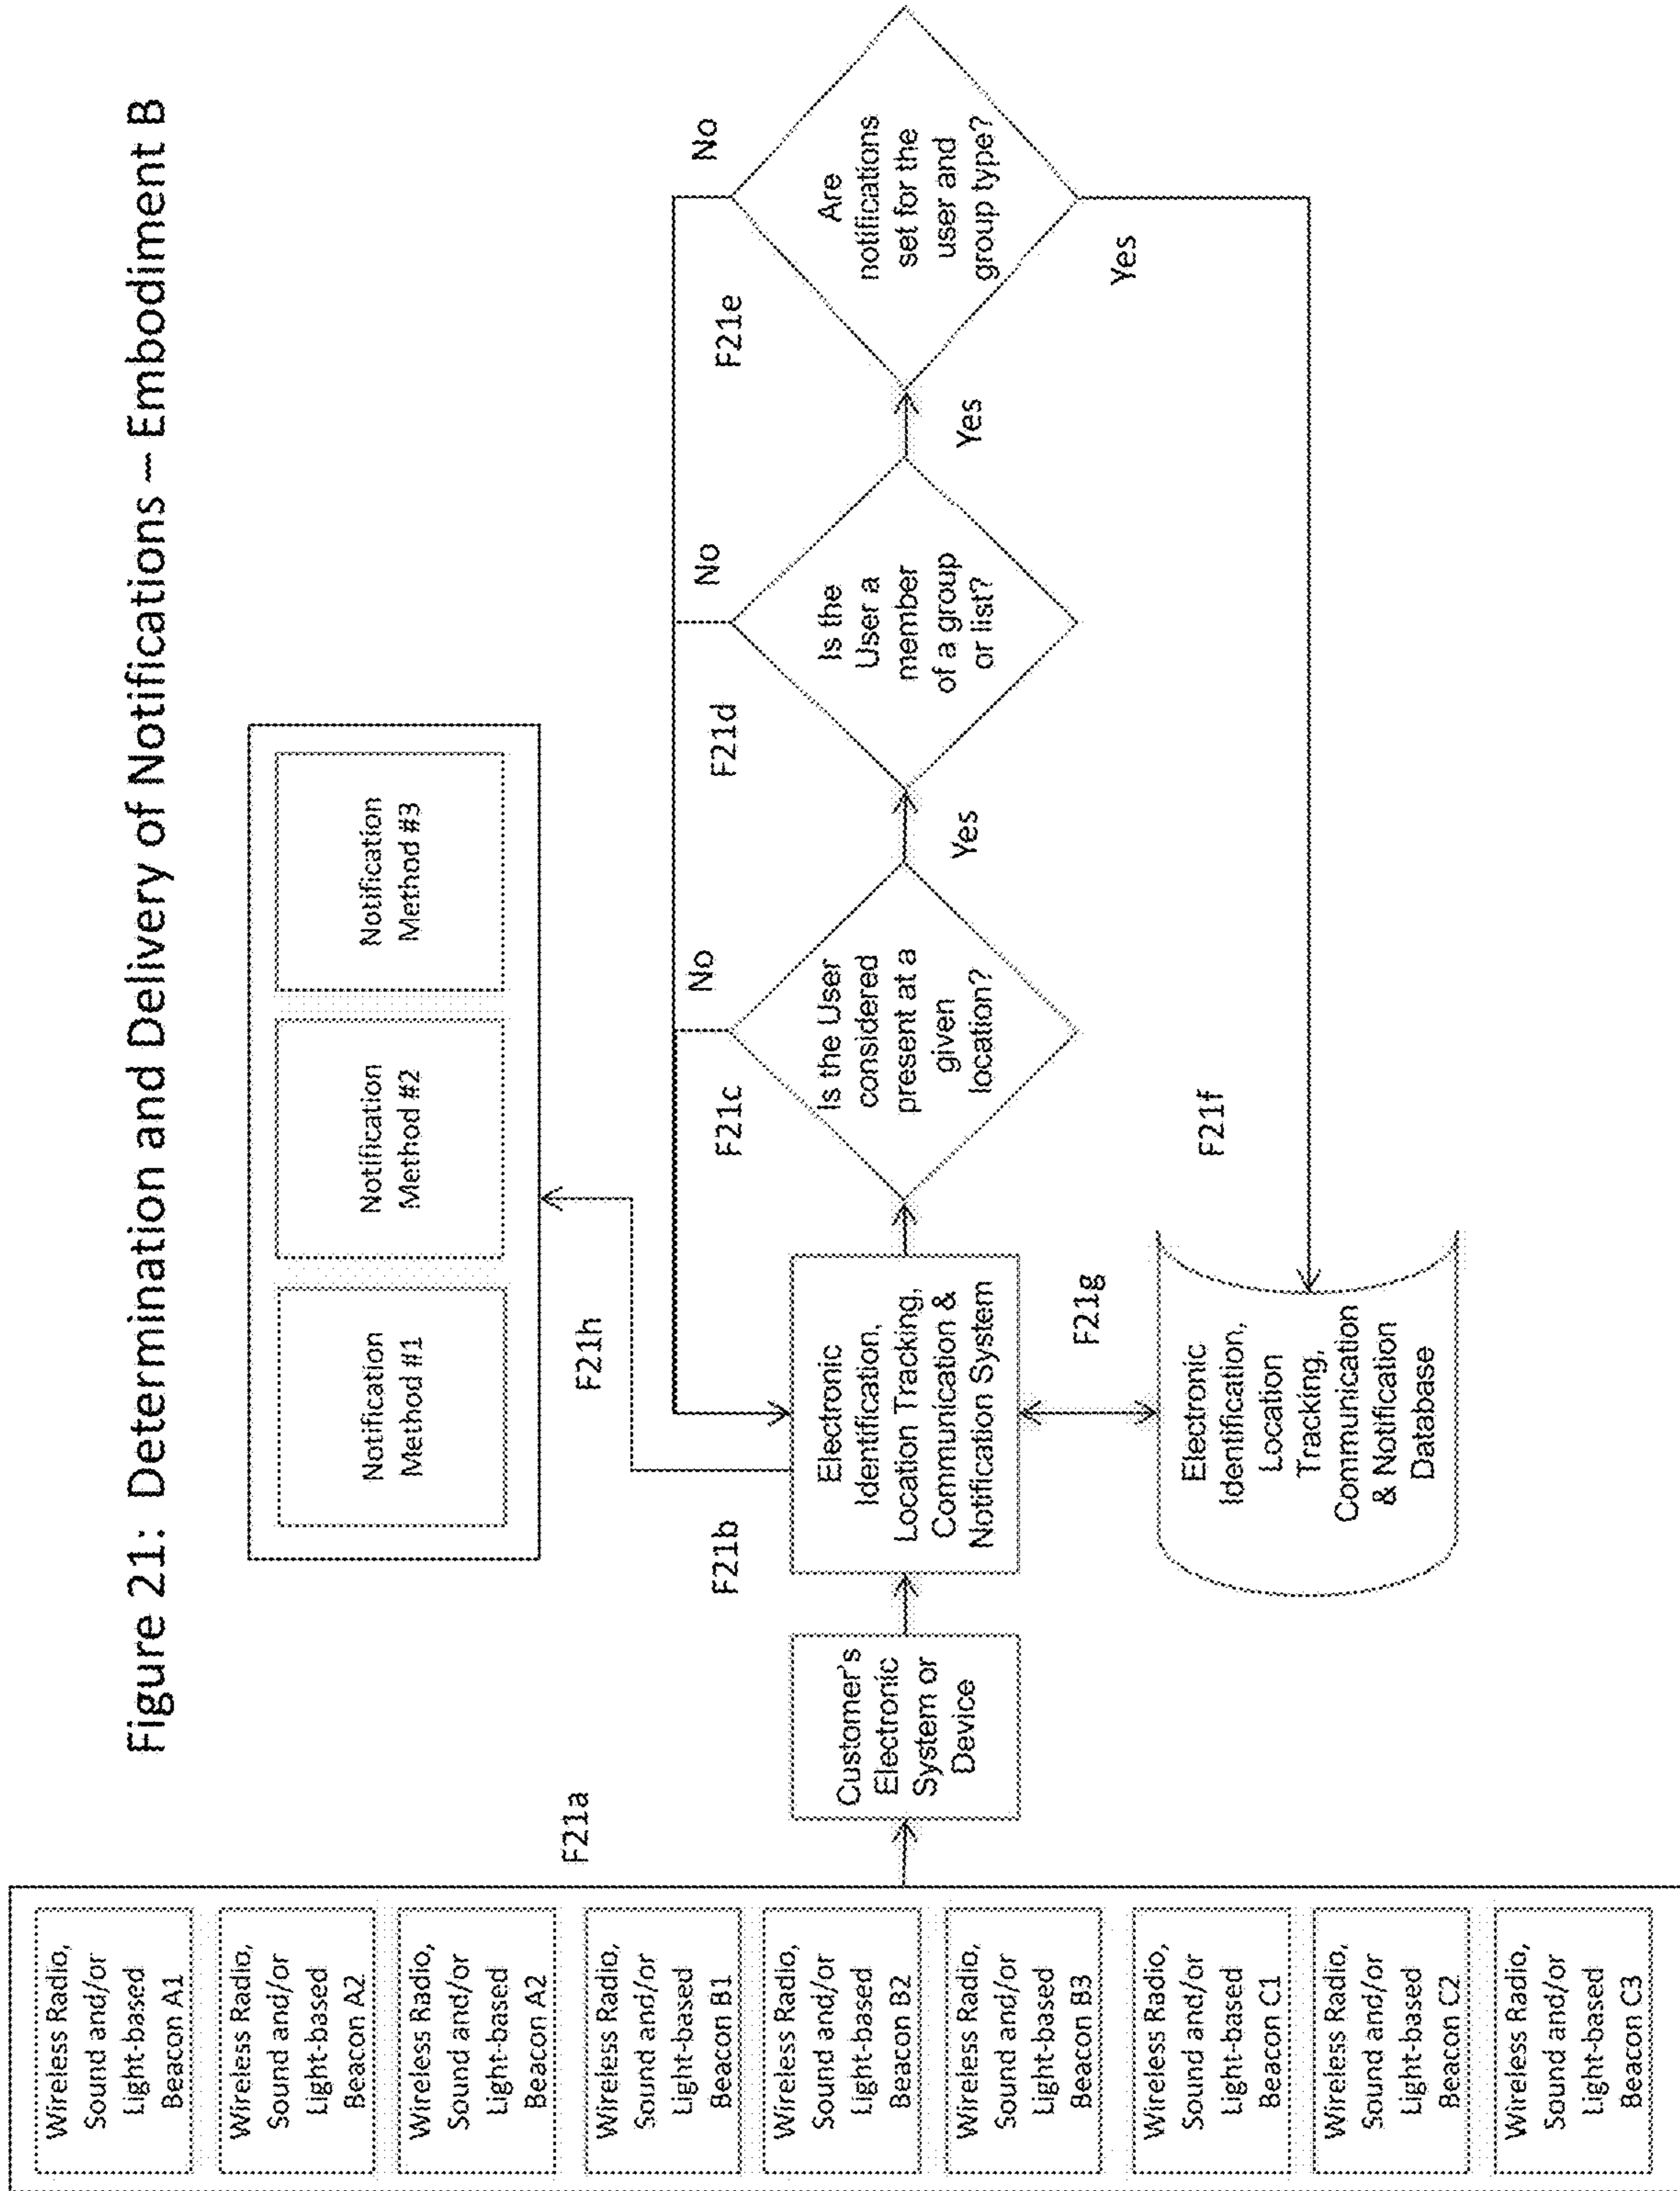 Figure 21: Determination and Delivery of Notifications – Embodiment B
Wireless Radio,
Sound and/or
Light-based
Beacon A1
Wireless Radio,
Sound and/or
Light-based
Beacon A2
Wireless Radio,
Sound and/or
Light-based
Beacon A2
Wireless Radio,
Sound and/or
Light-based
Beacon B1
Wireless Radio,
Sound and/or
Light-based
Beacon B2
Wireless Radio,
Sound and/or
Light-based
Beacon B3
Wireless Radio,
Sound and/or
Light-based
Beacon C1
Wireless Radio,
Sound and/or
Light-based
Beacon C2
Wireless Radio,
Sound and/or
Light-based
Beacon C3
F21a
Customer's
Electronic
System or
Device
F21b
Electronic
Identification,
Location Tracking,
Communication &
Notification System
F21h
Notification
Method #1
Notification
Method #2
Notification
Method #3
F21c
No
Is the User
considered
present at a
given
location?
Yes
F21d
No
Is the
User a
member
of a group
or list?
Yes
F21e
No
Are
notifications
set for the
user and
group type?
Yes
F21f
F21g
Electronic
Identification,
Location
Tracking,
Communication
& Notification
Database